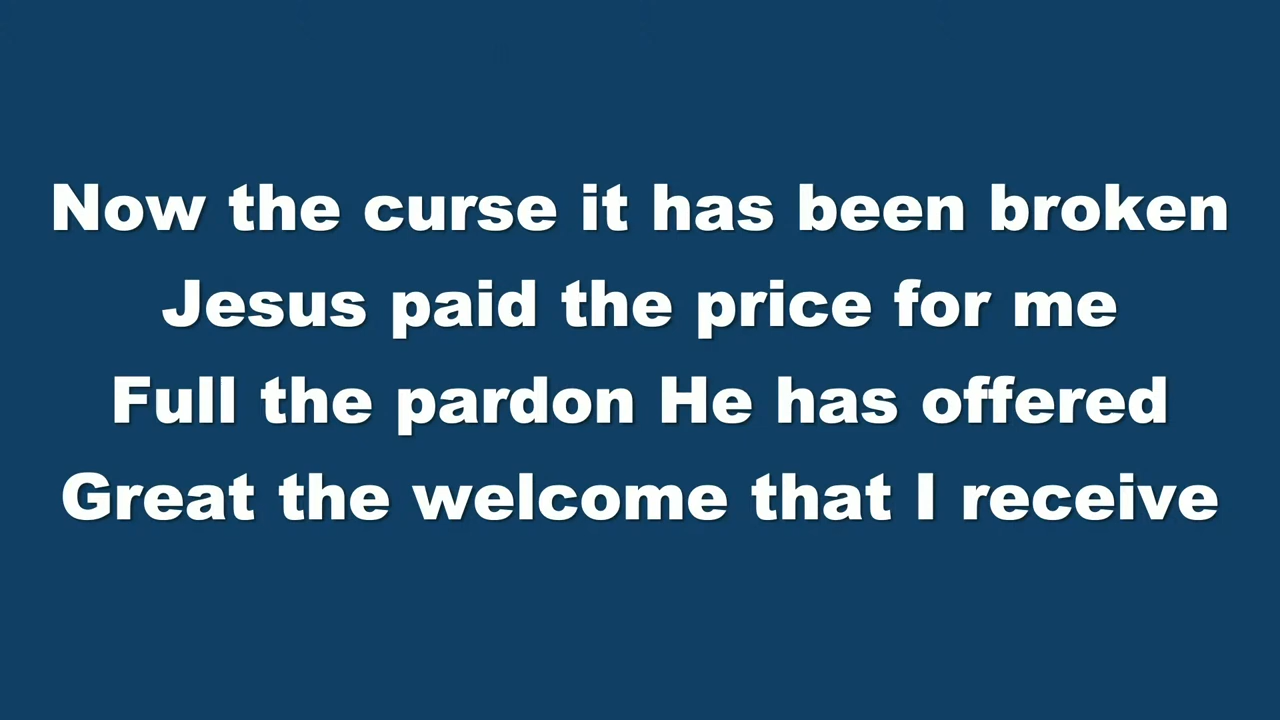 Now the curse it has been broken
Jesus paid the price for me
Full the pardon He has offered
Great the welcome that I receive